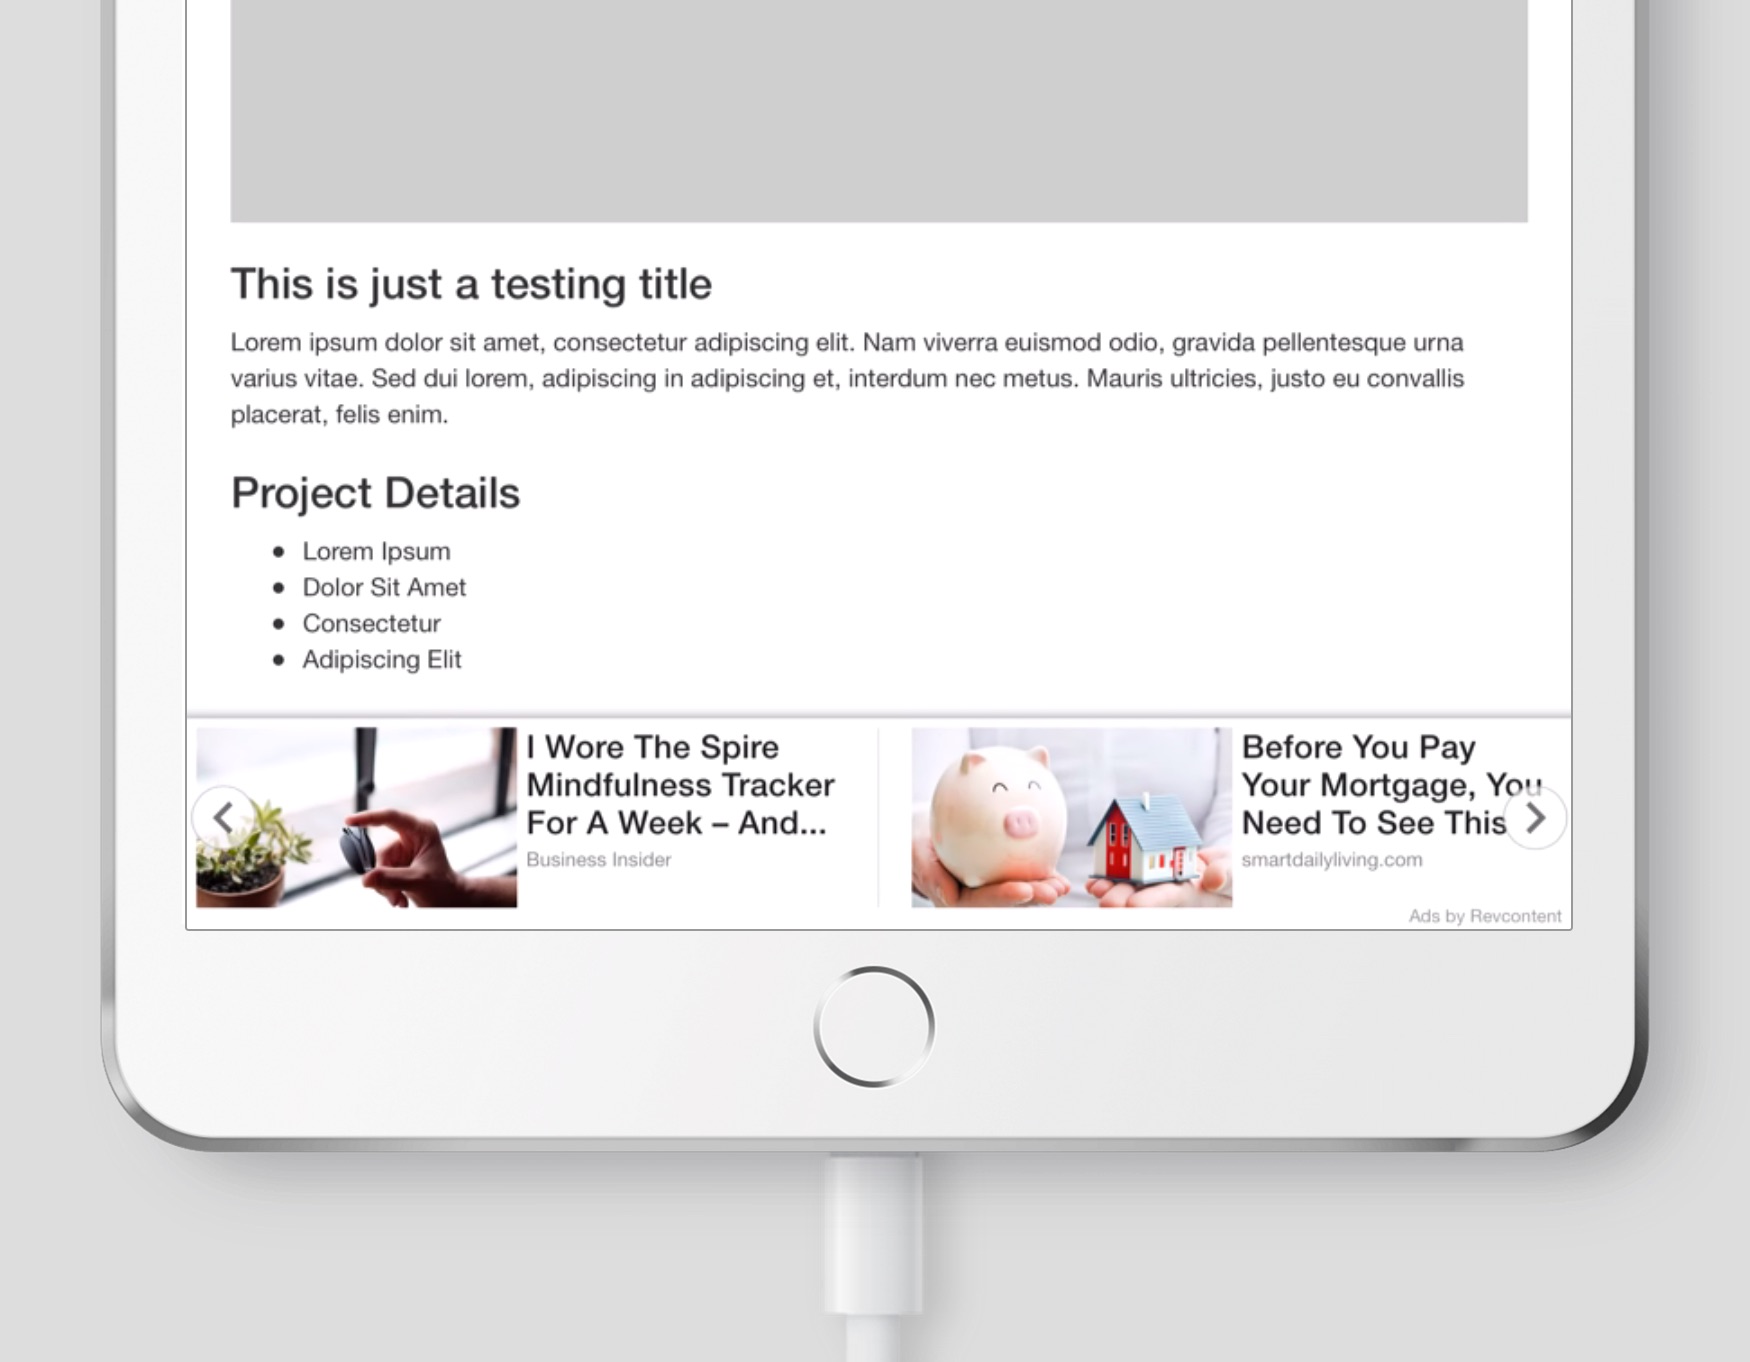 This is just a testing title
Lorem ipsum dolor sit amet, consectetur adipiscing elit. Nam viverra euismod odio, gravida pellentesque urna
varius vitae. Sed dui lorem, adipiscing in adipiscing et, interdum nec metus. Mauris ultricies, justo eu convallis
placerat, felis enim.
Project Details
• Lorem Ipsum
• Dolor Sit Amet
• Consectetur
• Adipiscing Elit
I Wore The Spire
Mindfulness Tracker
For A Week – And...
Business Insider
Before You Pay
Your Mortgage, You
Need To See This
smartdailyliving.com
Ads by Revcontent